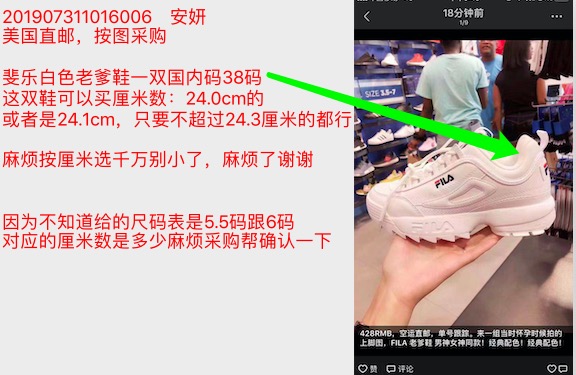 201907311016006 安妍
美国直邮，按图采购
斐乐白色老爹鞋一双国内码38码
这双鞋可以买厘米数：24.0cm的
或者是24.1cm，只要不超过24.3厘米的都行
麻烦按厘米选千万别小了，麻烦了谢谢
因为不知道给的尺码表是5.5码跟6码
对应的厘米数是多少麻烦采购帮确认一下
18分钟前
1/9
SIZE 3.5-7
FILA
428RMB，空运直邮，单号跟踪。来一组当时怀孕时候拍的
上脚图，FILA 老爹鞋 男神女神同款！经典配色！经典配色！
赞 评论